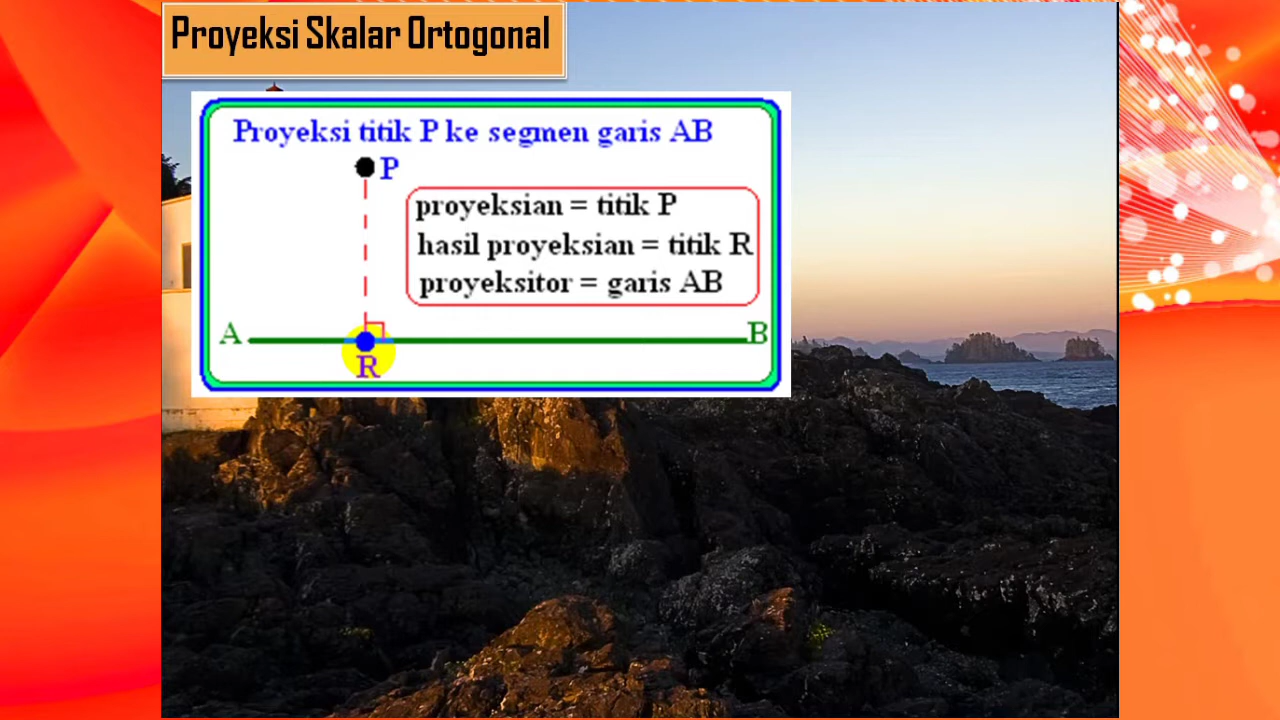 Proyeksi Skalar Ortogonal
Proyeksi titik P ke segmen garis AB
P
proyeksian = titik P
hasil proyeksian = titik R
proyeksitor = garis AB
A
B
R